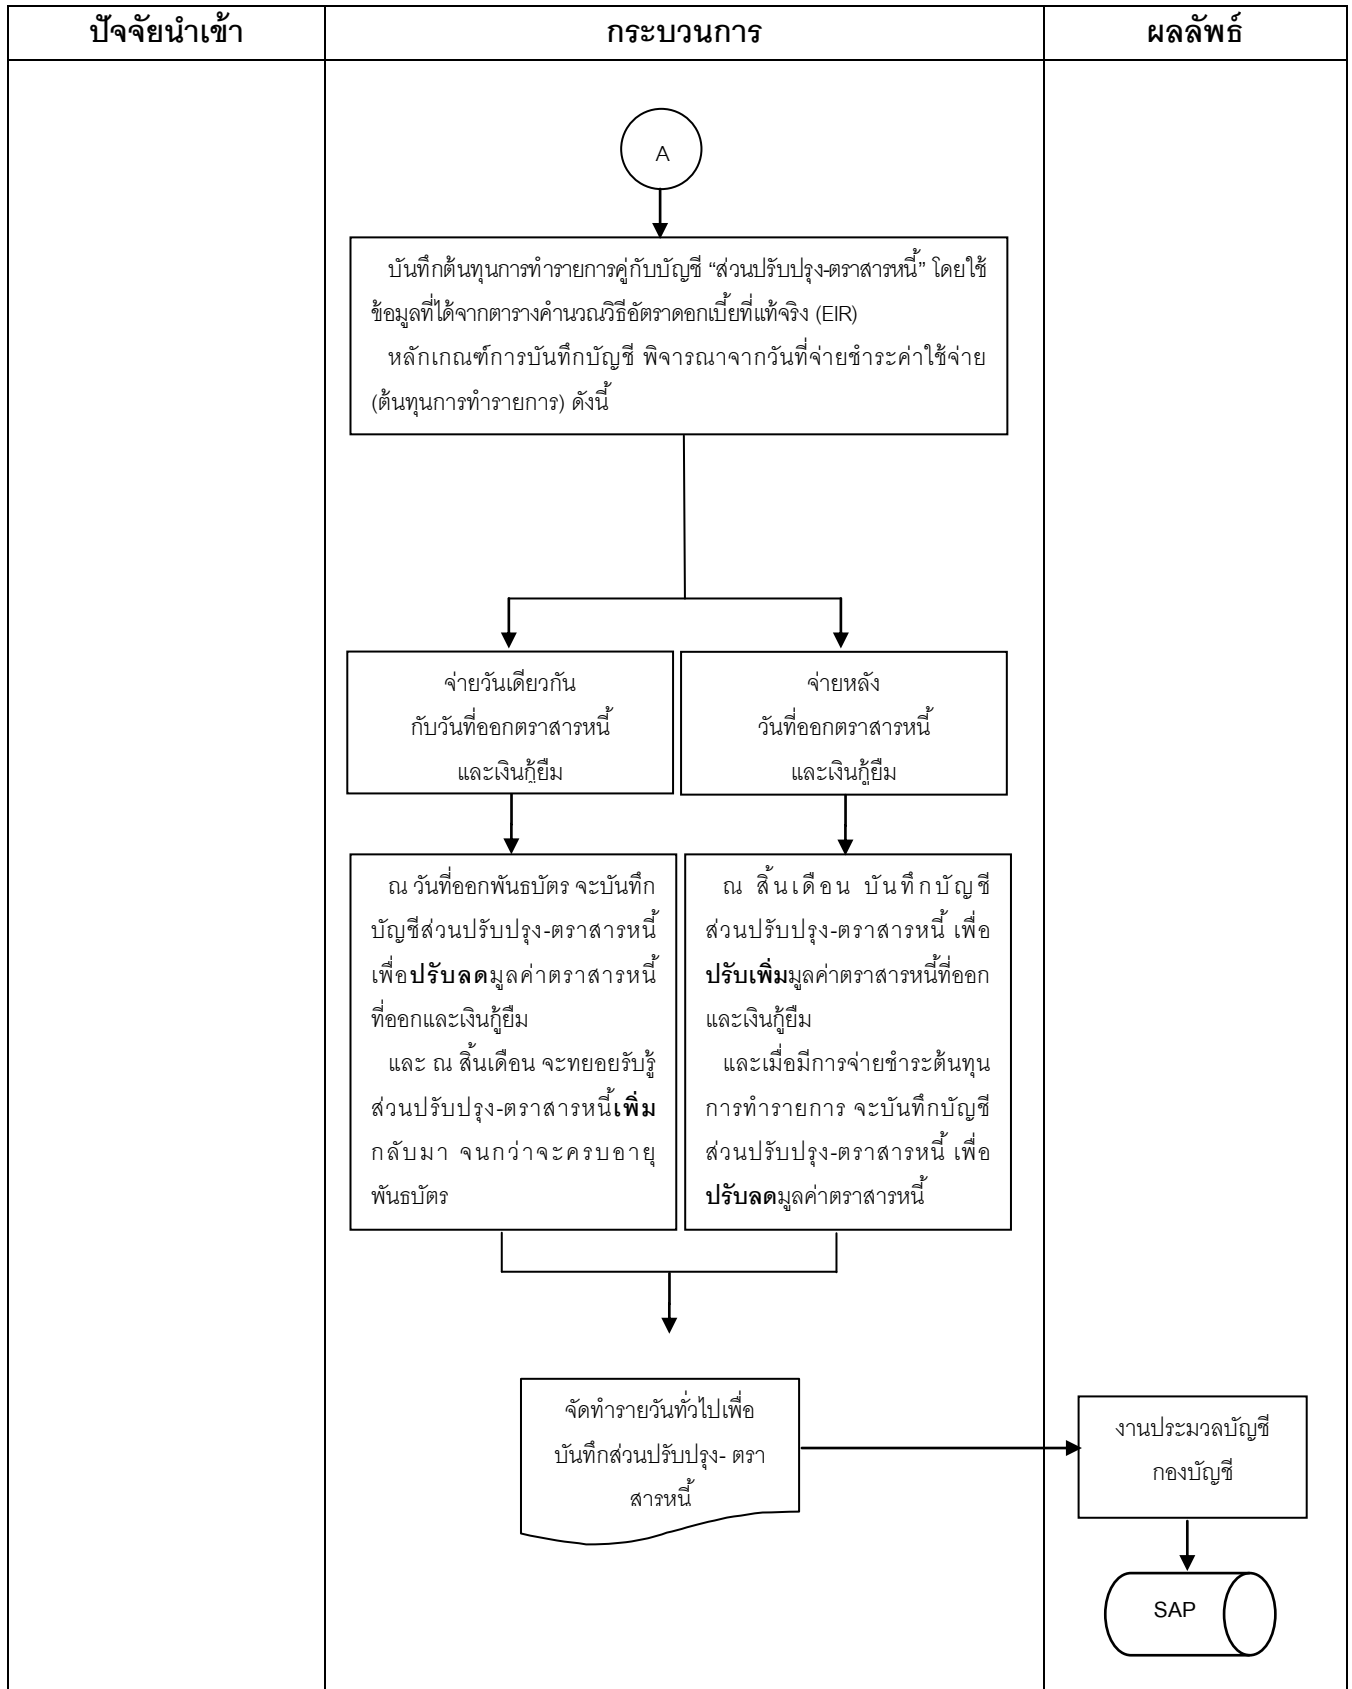 ปัจจัยนำเข้า
กระบวนการ
ผลลัพธ์
A
บันทึกต้นทุนการทำรายการคู่กับบัญชี “ส่วนปรับปรุง-ตราสารหนี้” โดยใช้
ข้อมูลที่ได้จากตารางคำนวณวิธีอัตราดอกเบี้ยที่แท้จริง (EIR)
หลักเกณฑ์การบันทึกบัญชี พิจารณาจากวันที่จ่ายชำระค่าใช้จ่าย
(ต้นทุนการทำรายการ) ดังนี้
จ่ายวันเดียวกัน
กับวันที่ออกตราสารหนี้
และเงินกู้ยืม
จ่ายหลัง
วันที่ออกตราสารหนี้
และเงินกู้ยืม
ณ วันที่ออกพันธบัตร จะบันทึก
บัญชีส่วนปรับปรุง-ตราสารหนี้
เพื่อปรับลดมูลค่าตราสารหนี้
ที่ออกและเงินกู้ยืม
และ ณ สิ้นเดือน จะทยอยรับรู้
ส่วนปรับปรุง-ตราสารหนี้เพิ่ม
กลับมา จนกว่าจะครบอายุ
พันธบัตร
ณ สิ้นเดือน บันทึกบัญชี
ส่วนปรับปรุง-ตราสารหนี้ เพื่อ
ปรับเพิ่มมูลค่าตราสารหนี้ที่ออก
และเงินกู้ยืม
และเมื่อมีการจ่ายชำระต้นทุน
การทำรายการ จะบันทึกบัญชี
ส่วนปรับปรุง-ตราสารหนี้ เพื่อ
ปรับลดมูลค่าตราสารหนี้
จัดทำรายวันทั่วไปเพื่อ
บันทึกส่วนปรับปรุง- ตรา
สารหนี้
งานประมวลบัญชี
กองบัญชี
SAP